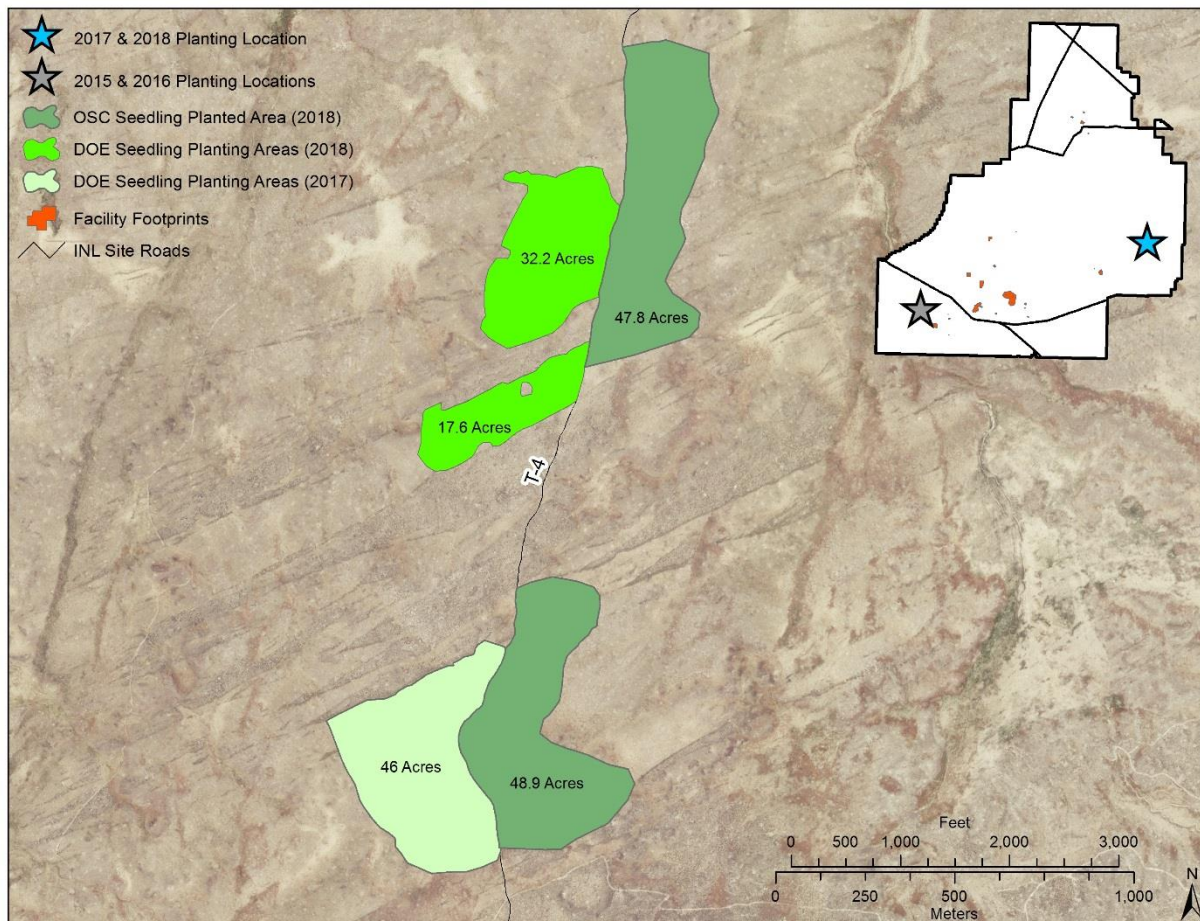 2017 & 2018 Planting Location
2015 & 2016 Planting Locations
OSC Seedling Planted Area (2018)
DOE Seedling Planting Areas (2018)
DOE Seedling Planting Areas (2017)
Facility Footprints
INL Site Roads
32.2 Acres
47.8 Acres
17.6 Acres
T-4
46 Acres
48.9 Acres
Feet
0 500 1,000 2,000 3,000
0 250 500 1,000
Meters
N